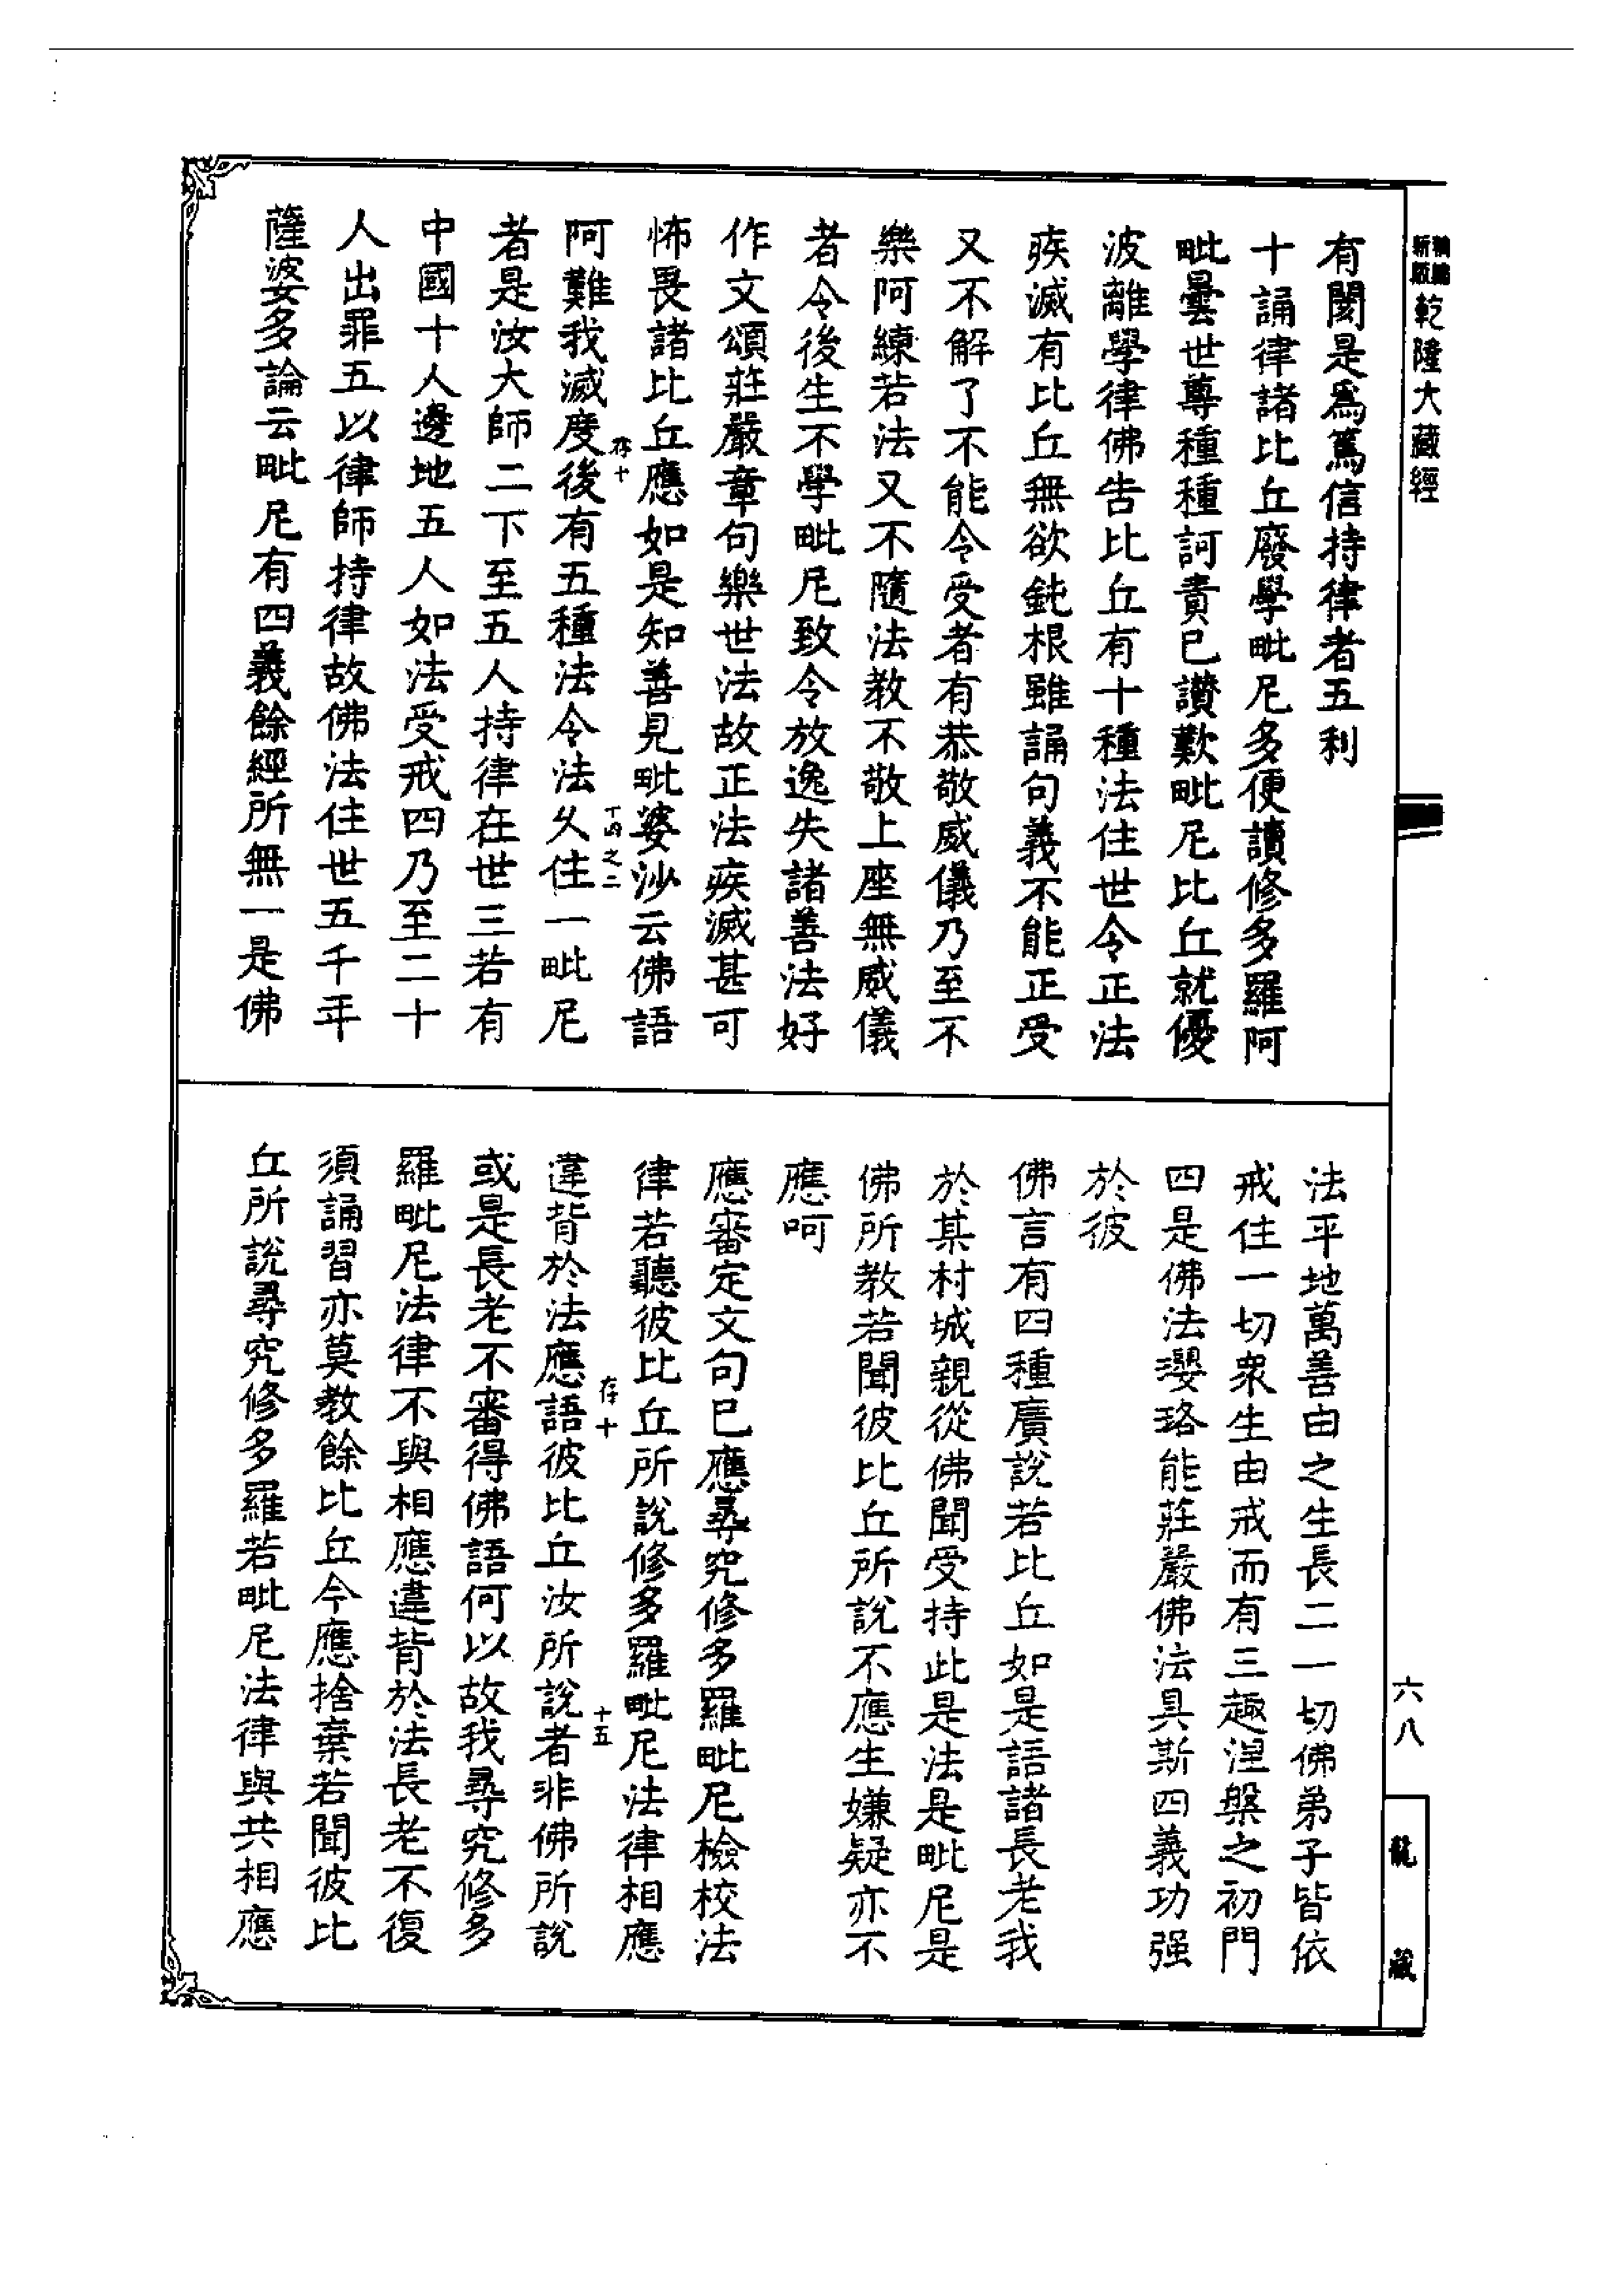 新編
新版
乾隆大藏經
有闕是爲篤信持律者五利
十誦律諸比丘廢學毗尼多便讀修多羅阿
毗曇世尊種種訶責已讚歎毗尼比丘就優
波離學律佛告比丘有十種法住世令正法
疾滅有比丘無欲鈍根雖誦句義不能正受
又不解了不能令受者有恭敬威儀乃至不
樂阿練若法又不隨法教不敬上座無威儀
者令後生不學毗尼致令放逸失諸善法好
作文頌莊嚴章句樂世法故正法疾滅甚可
怖畏諸比丘應如是知善見毗婆沙云佛語
存十
丁四之二
阿難我滅度後有五種法令法久住一毗尼
者是汝大師二下至五人持律在世三若有
中國十人邊地五人如法受戒四乃至二十
人出罪五以律師持律故佛法住世五千年
薩婆多論云毗尼有四義餘經所無一是佛
法平地萬善由之生長二一切佛弟子皆依
戒住一切衆生由戒而有三趣涅槃之初門
四是佛法瓔珞能莊嚴佛法具斯四義功强
於彼
佛言有四種廣說若比丘如是語諸長老我
於某村城親從佛聞受持此是法是毗尼是
佛所教若聞彼比丘所說不應生嫌疑亦不
應呵
應審定文句已應尋究修多羅毗尼檢校法
律若聽彼比丘所說修多羅毗尼法律相應
存十
十五
違背於法應語彼比丘汝所說者非佛所說
或是長老不審得佛語何以故我尋究修多
羅毗尼法律不與相應違背於法長老不復
須誦習亦莫教餘比丘今應捨棄若聞彼比
丘所說尋究修多羅若毗尼法律與共相應
六八
龍藏